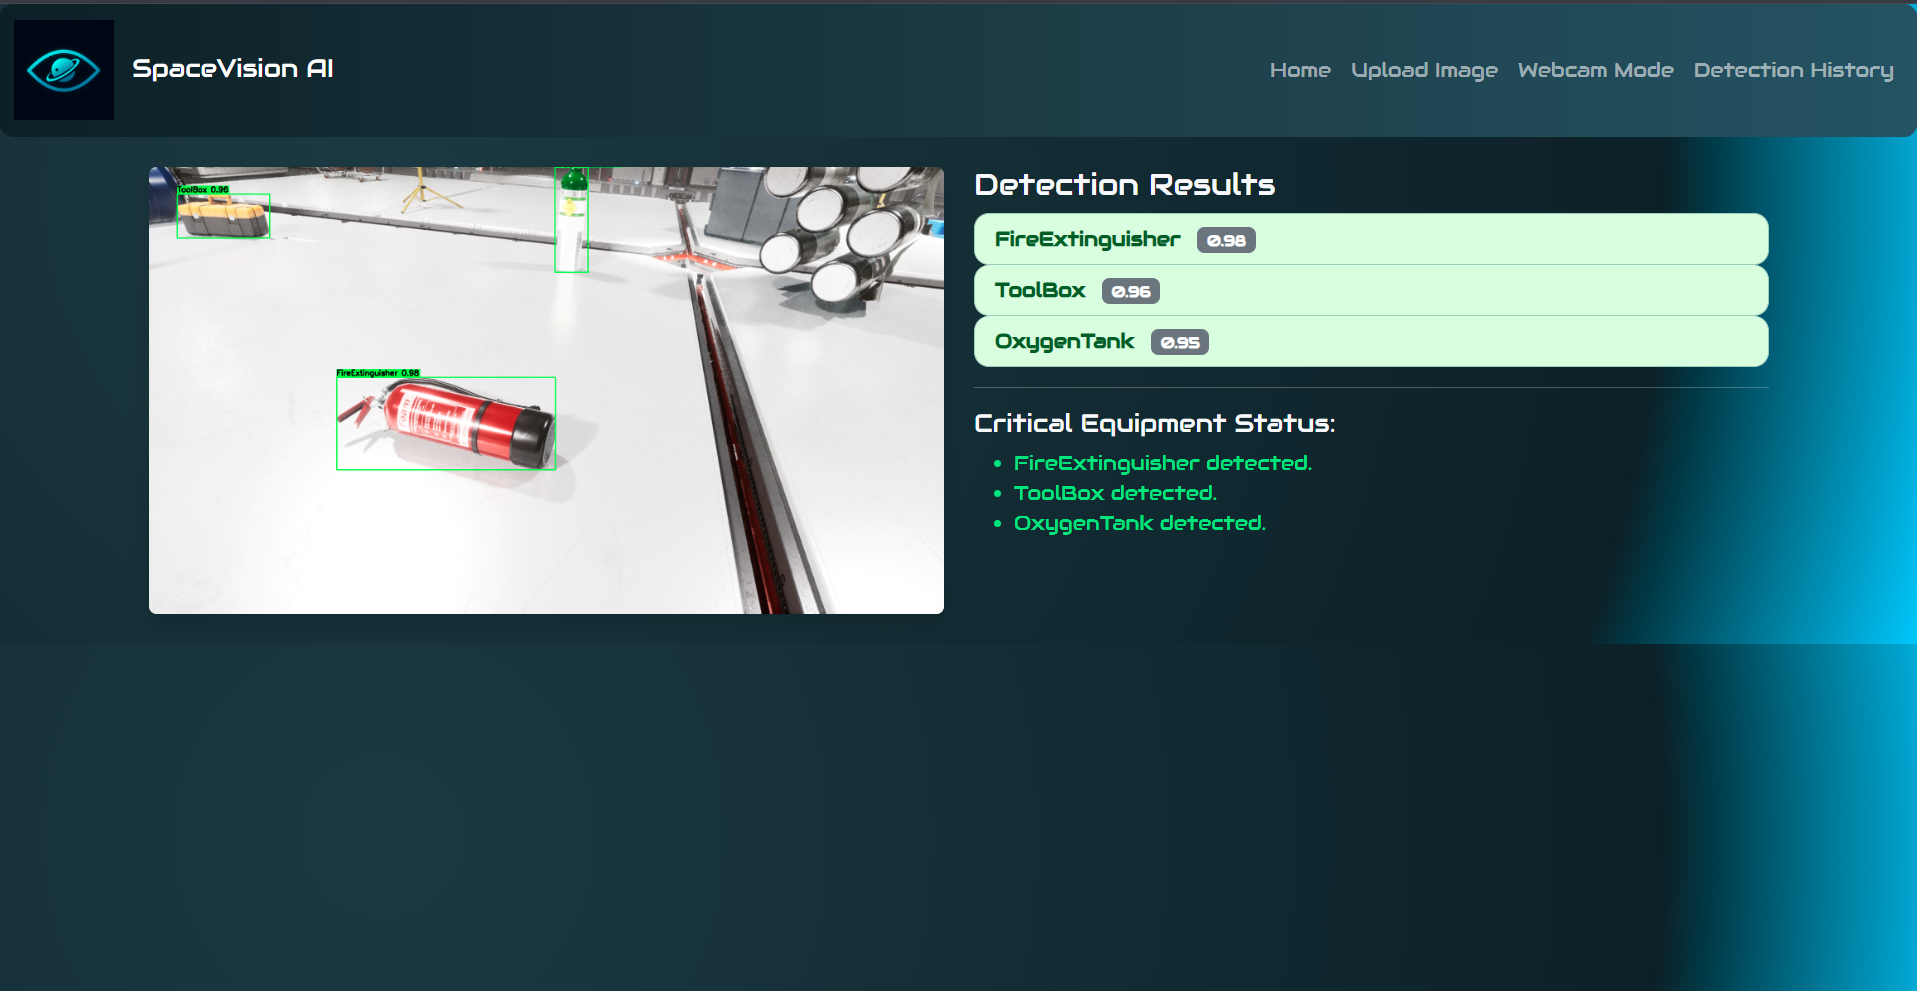 SpaceVision AI
Home Upload Image Webcam Mode Detection History
ToolBox 0.96
FireExtinguisher 0.98
Detection Results
FireExtinguisher 0.98
ToolBox 0.96
OxygenTank 0.95
Critical Equipment Status:
FireExtinguisher detected.
ToolBox detected.
OxygenTank detected.